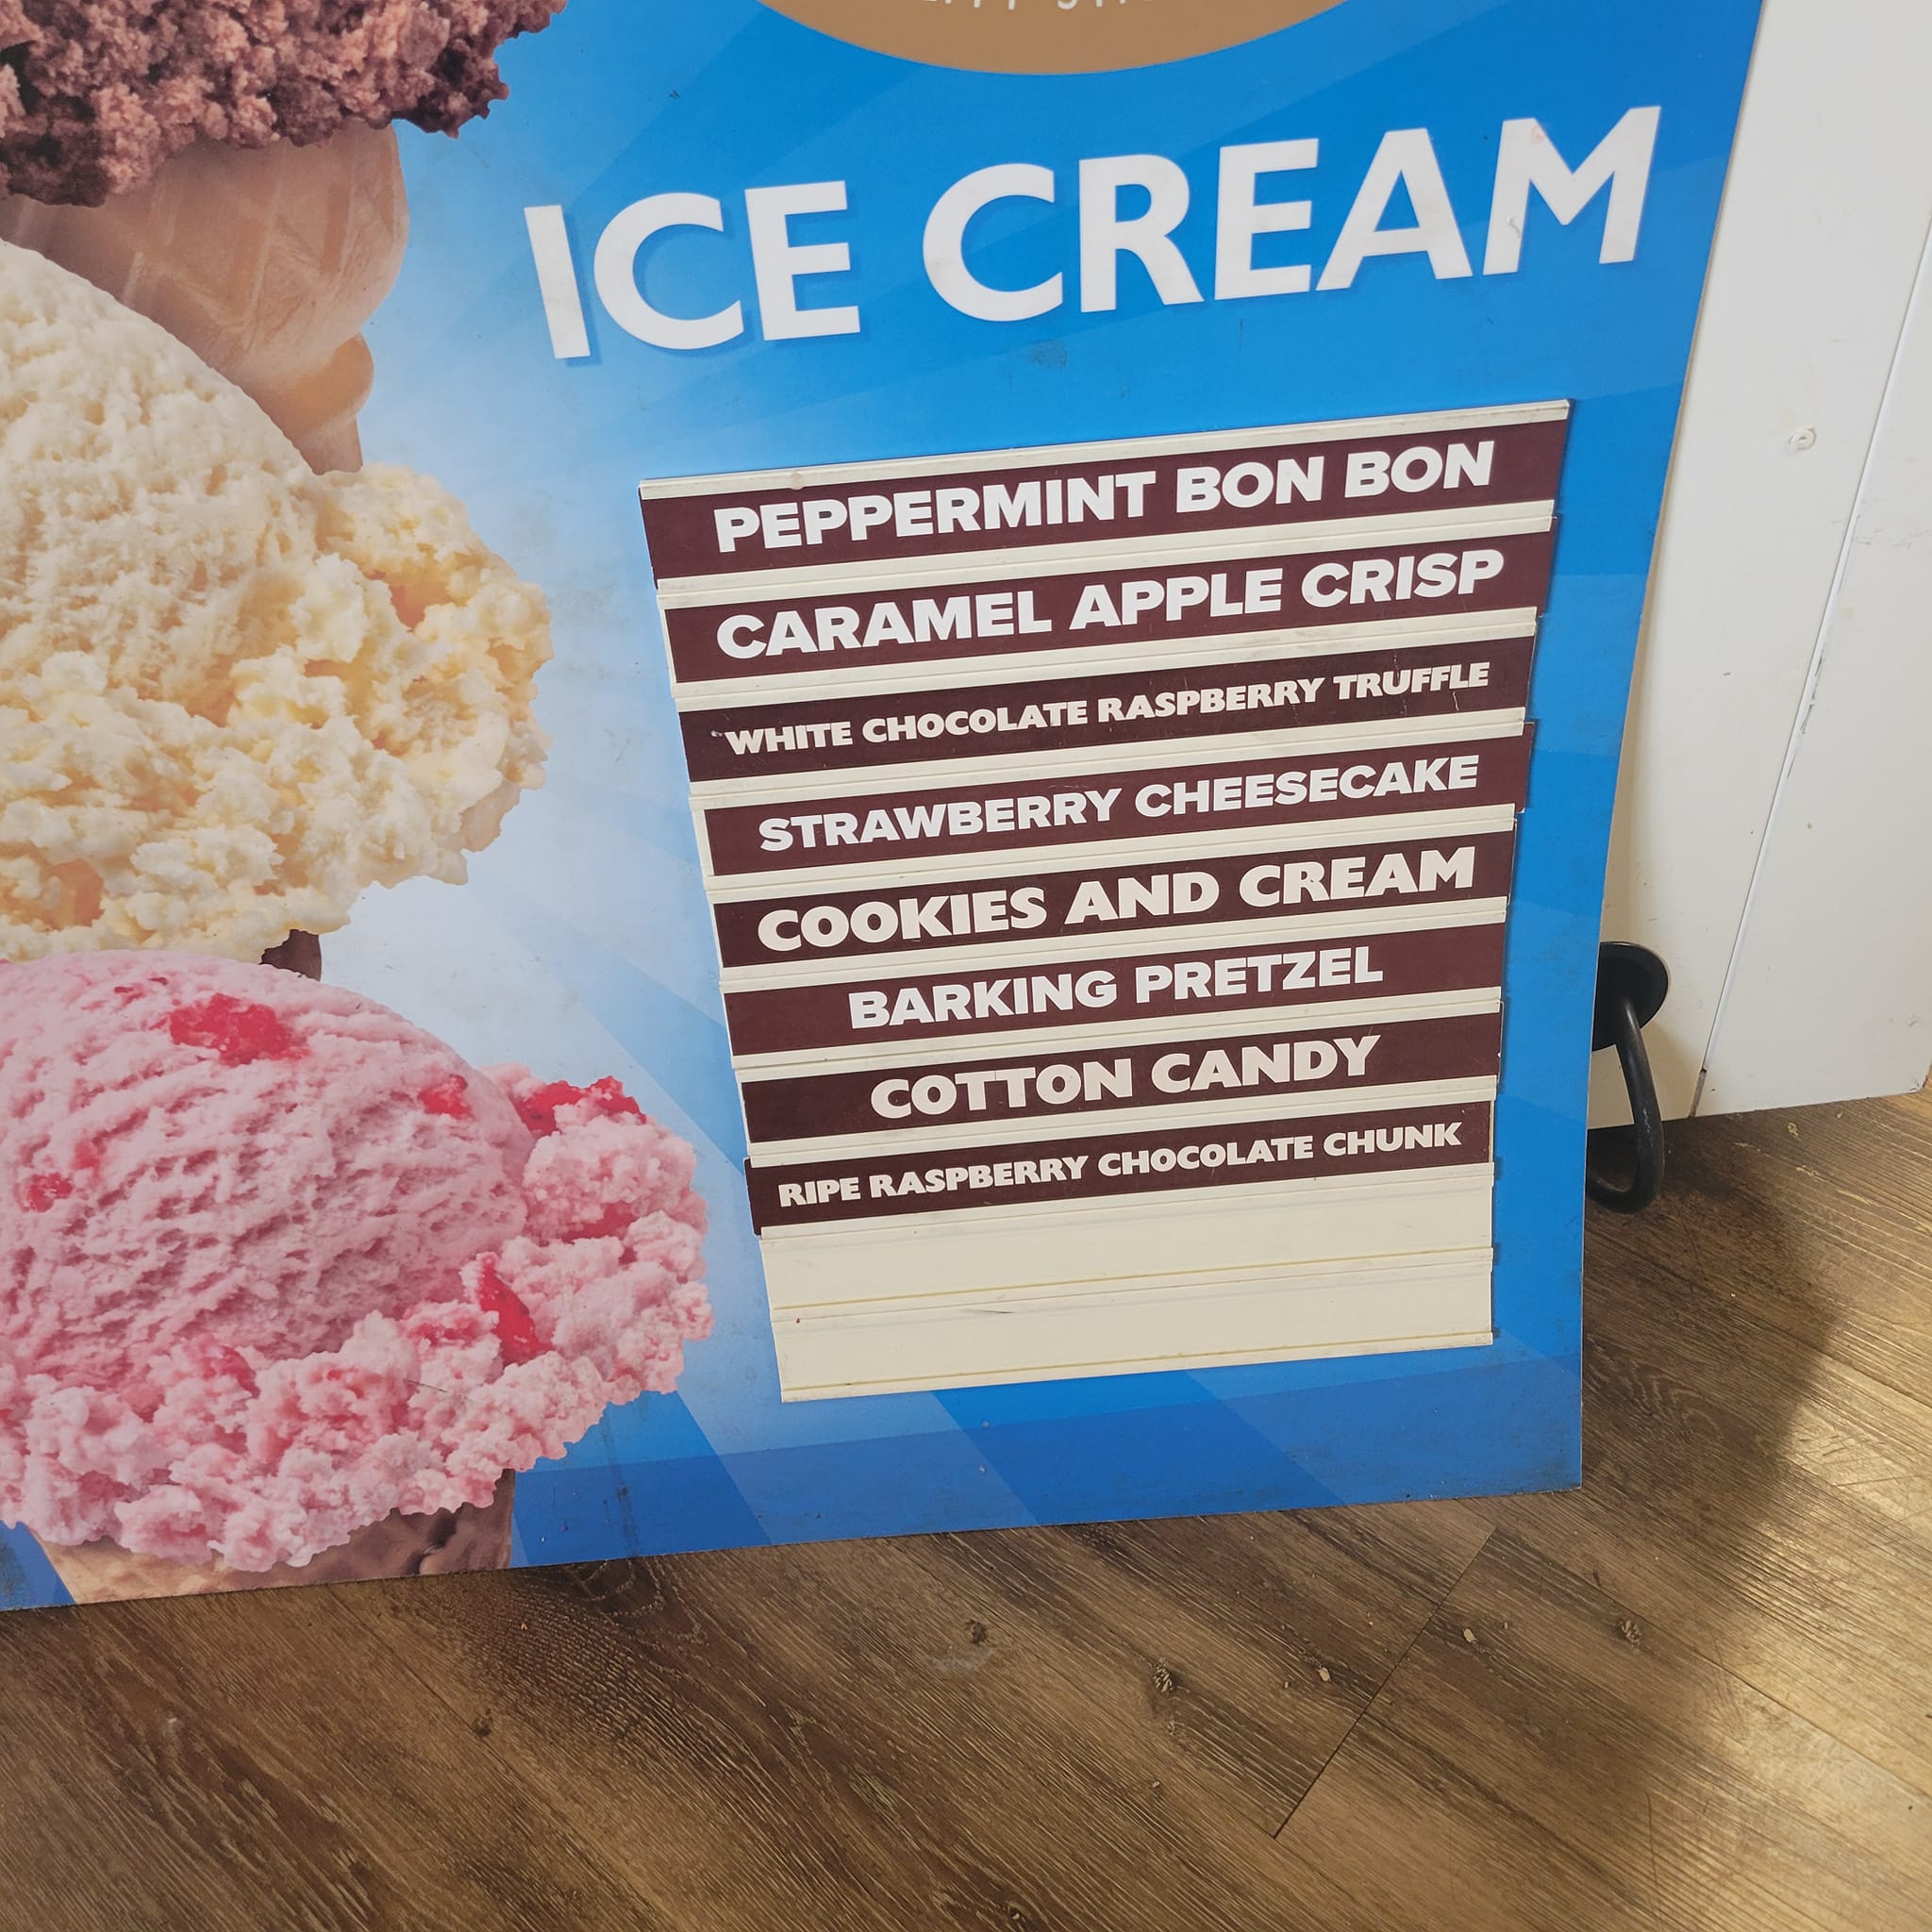 ICE CREAM
PEPPERMINT BON BON
CARAMEL APPLE CRISP
WHITE CHOCOLATE RASPBERRY TRUFFLE
STRAWBERRY CHEESECAKE
COOKIES AND CREAM
BARKING PRETZEL
COTTON CANDY
RIPE RASPBERRY CHOCOLATE CHUNK